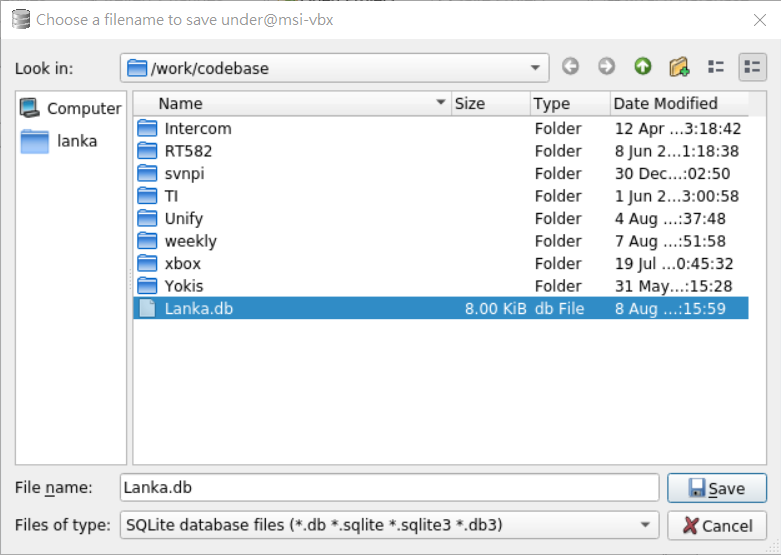 Choose a filename to save under@msi-vbx
Look in: /work/codebase
Computer
lanka
Name Size Type Date Modified
Intercom Folder 12 Apr ...3:18:42
RT582 Folder 8 Jun 2...1:18:38
svnpi Folder 30 Dec...:02:50
TI Folder 1 Jun 2...3:00:58
Unify Folder 4 Aug ...:37:48
weekly Folder 7 Aug ...:51:58
xbox Folder 19 Jul ...0:45:32
Yokis Folder 31 May...:15:28
Lanka.db 8.00 KiB db File 8 Aug ...:15:59
File name: Lanka.db Save
Files of type: SQLite database files (*.db *.sqlite *.sqlite3 *.db3) Cancel